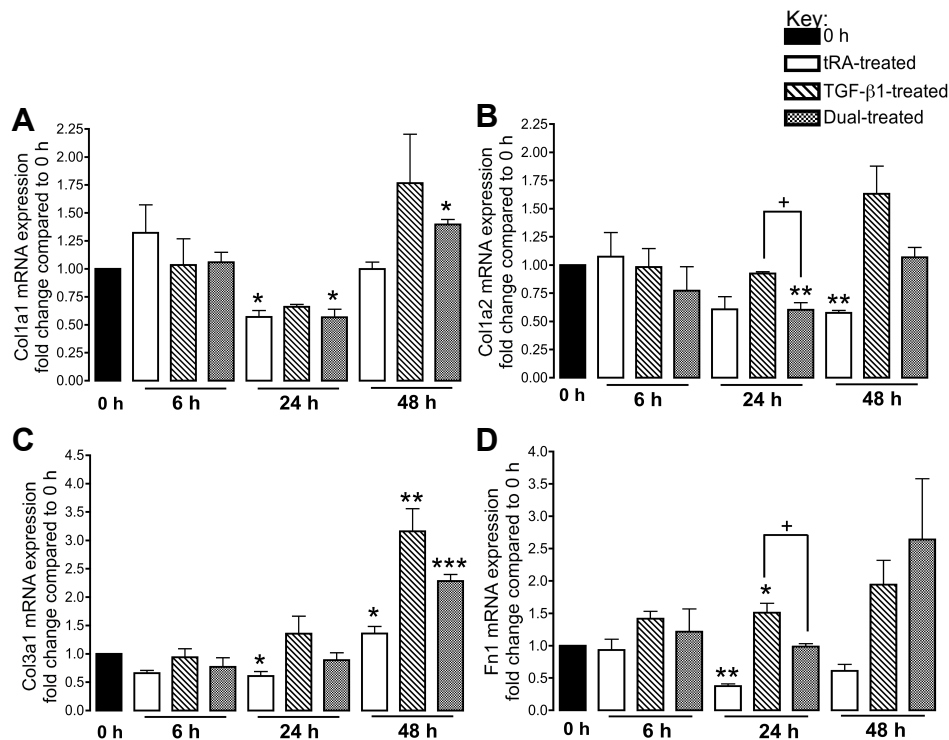 Key:
0 h
tRA-treated
TGF-β1-treated
Dual-treated
A
Col1a1 mRNA expression
fold change compared to 0 h
2.25
2.00
1.75
1.50
1.25
1.00
0.75
0.50
0.25
0.00
*
*
*
0 h
6 h
24 h
48 h
B
Col1a2 mRNA expression
fold change compared to 0 h
2.25
2.00
1.75
1.50
1.25
1.00
0.75
0.50
0.25
0.00
+
**
**
0 h
6 h
24 h
48 h
C
Col3a1 mRNA expression
fold change compared to 0 h
4.5
4.0
3.5
3.0
2.5
2.0
1.5
1.0
0.5
0.0
*
*
**
***
0 h
6 h
24 h
48 h
D
Fn1 mRNA expression
fold change compared to 0 h
4.0
3.5
3.0
2.5
2.0
1.5
1.0
0.5
0.0
+
**
*
0 h
6 h
24 h
48 h